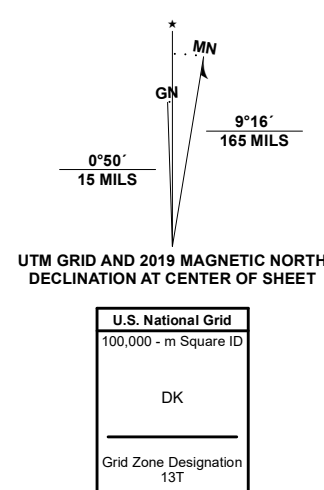 ★
MN
GN
9°16´
165 MILS
0°50´
15 MILS
UTM GRID AND 2019 MAGNETIC NORTH
DECLINATION AT CENTER OF SHEET
U.S. National Grid
100,000 - m Square ID
DK
Grid Zone Designation
13T